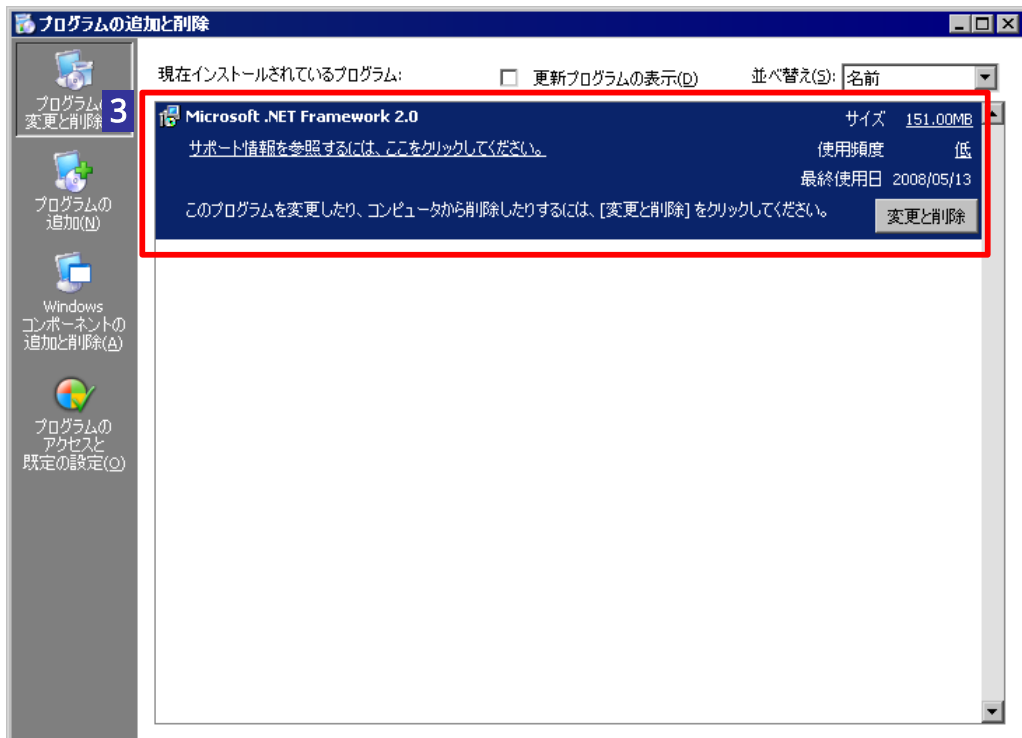 プログラムの追加と削除
現在インストールされているプログラム:
更新プログラムの表示(D)
並べ替え(S):
名前
プログラムの
変更と削除
3
Microsoft .NET Framework 2.0
サイズ 151.00MB
サポート情報を参照するには、ここをクリックしてください。
使用頻度 低
最終使用日 2008/05/13
このプログラムを変更したり、コンピュータから削除したりするには、[変更と削除] をクリックしてください。
変更と削除
プログラムの
追加(N)
Windows
コンポーネントの
追加と削除(A)
プログラムの
アクセスと
既定の設定(O)